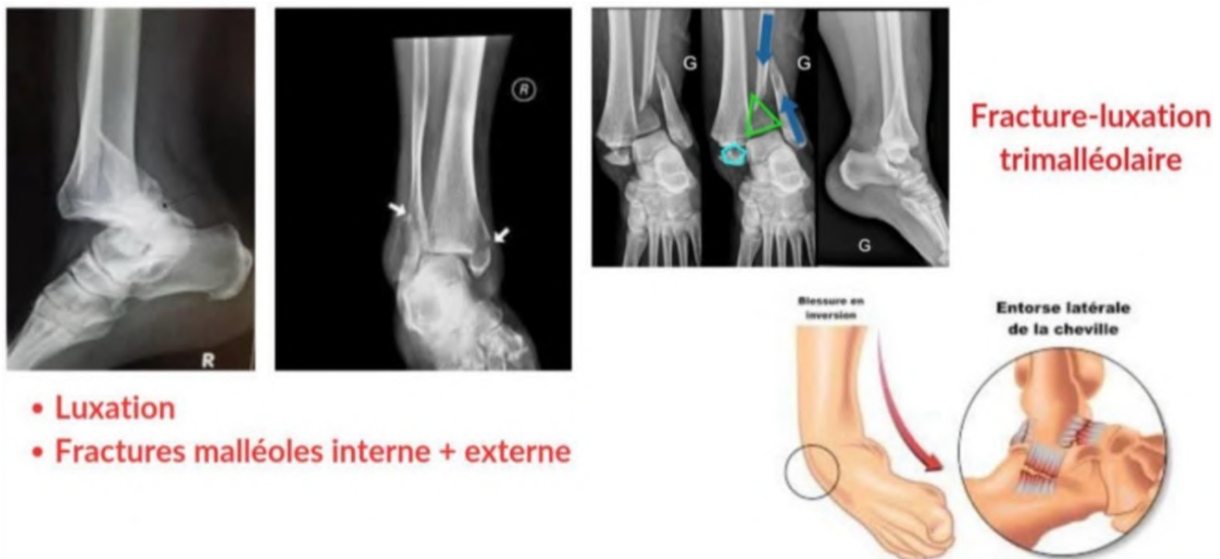 R
R
G
G
G
Fracture-luxation
trimalléolaire
• Luxation
• Fractures malléoles interne + externe
Blessure en
inversion
Entorse latérale
de la cheville